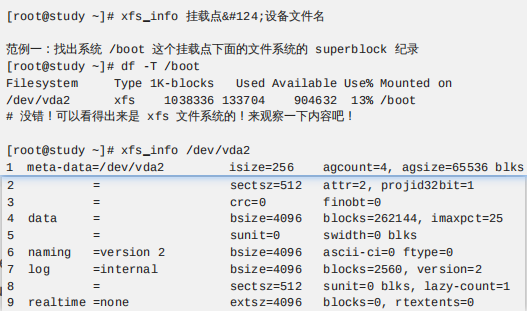 [root@study ~]# xfs_info 挂载点&#124;设备文件名
范例一：找出系统 /boot 这个挂载点下面的文件系统的 superblock 纪录
[root@study ~]# df -T /boot
Filesystem     Type 1K-blocks   Used Available Use% Mounted on
/dev/vda2      xfs    1038336 133704    904632  13% /boot
# 没错！可以看得出来是 xfs 文件系统的！来观察一下内容吧！
[root@study ~]# xfs_info /dev/vda2
1  meta-data=/dev/vda2         isize=256    agcount=4, agsize=65536 blks
2           =                  sectsz=512   attr=2, projid32bit=1
3           =                  crc=0        finobt=0
4  data     =                  bsize=4096   blocks=262144, imaxpct=25
5           =                  sunit=0      swidth=0 blks
6  naming   =version 2         bsize=4096   ascii-ci=0 ftype=0
7  log      =internal          bsize=4096   blocks=2560, version=2
8           =                  sectsz=512   sunit=0 blks, lazy-count=1
9  realtime =none              extsz=4096   blocks=0, rtextents=0